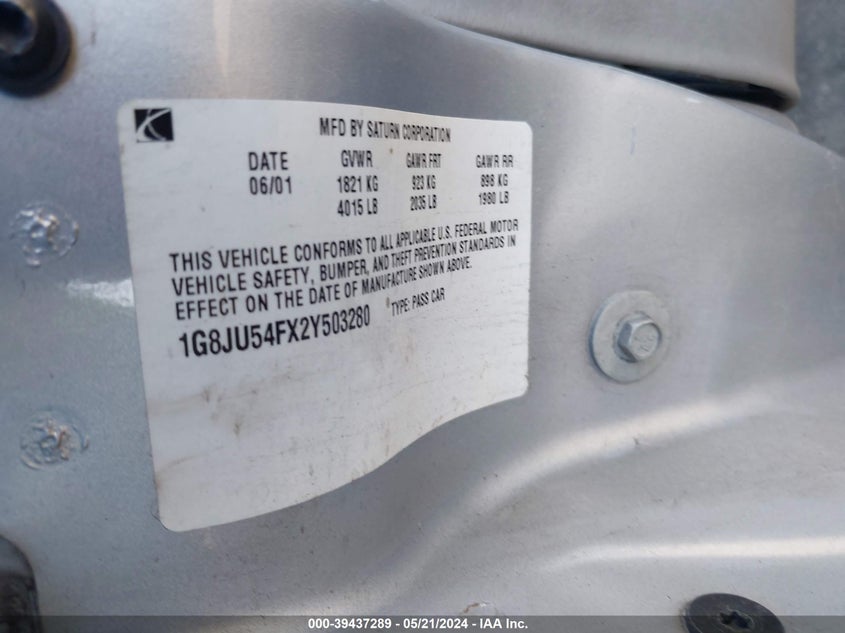 MFD BY SATURN CORPORATION
DATE GVWR GAWR FRT GAWR RR
06/01 1821 KG 923 KG 898 KG
4015 LB 2035 LB 1980 LB
THIS VEHICLE CONFORMS TO ALL APPLICABLE U.S. FEDERAL MOTOR
VEHICLE SAFETY, BUMPER, AND THEFT PREVENTION STANDARDS IN
EFFECT ON THE DATE OF MANUFACTURE SHOWN ABOVE.
1G8JU54FX2Y503280 TYPE: PASS CAR
000-39437289 - 05/21/2024 - IAA Inc.